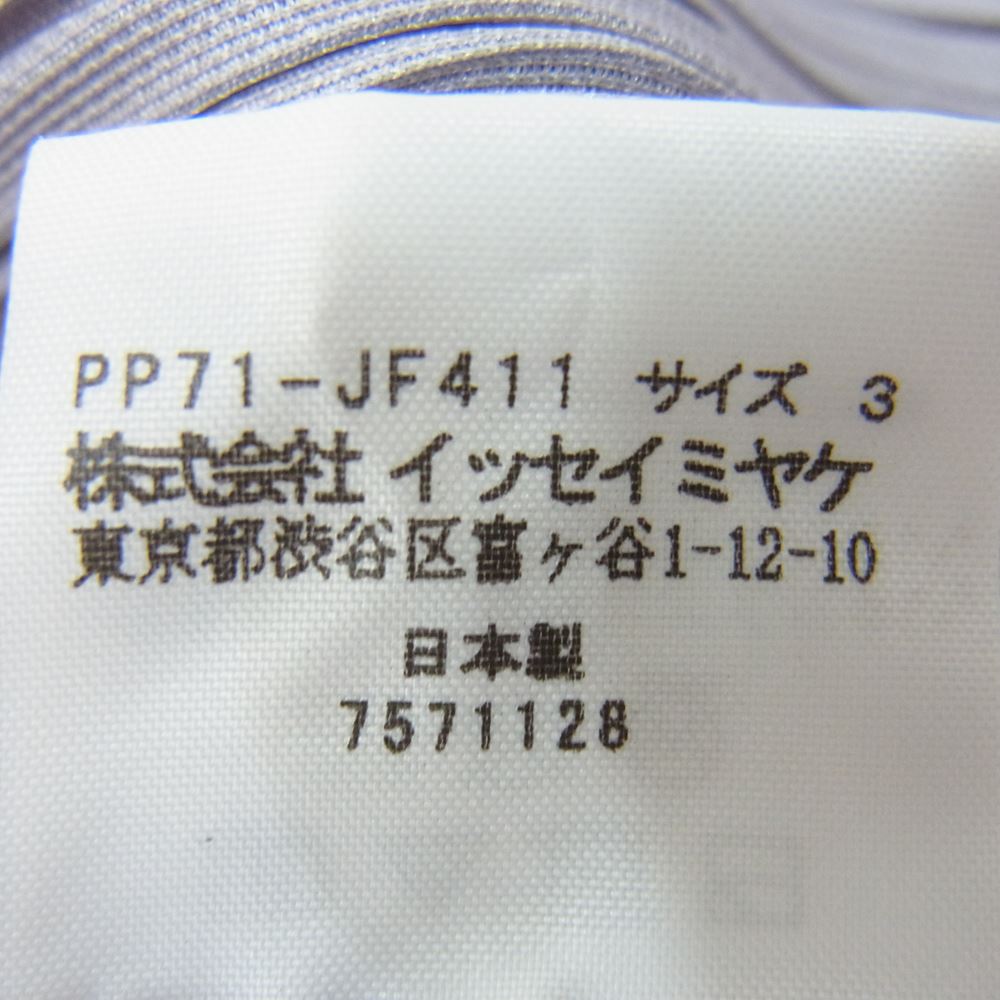 PP71-JF411 サイズ 3
株式会社 イッセイミヤケ
東京都渋谷区富ヶ谷1-12-10
日本製
7571128